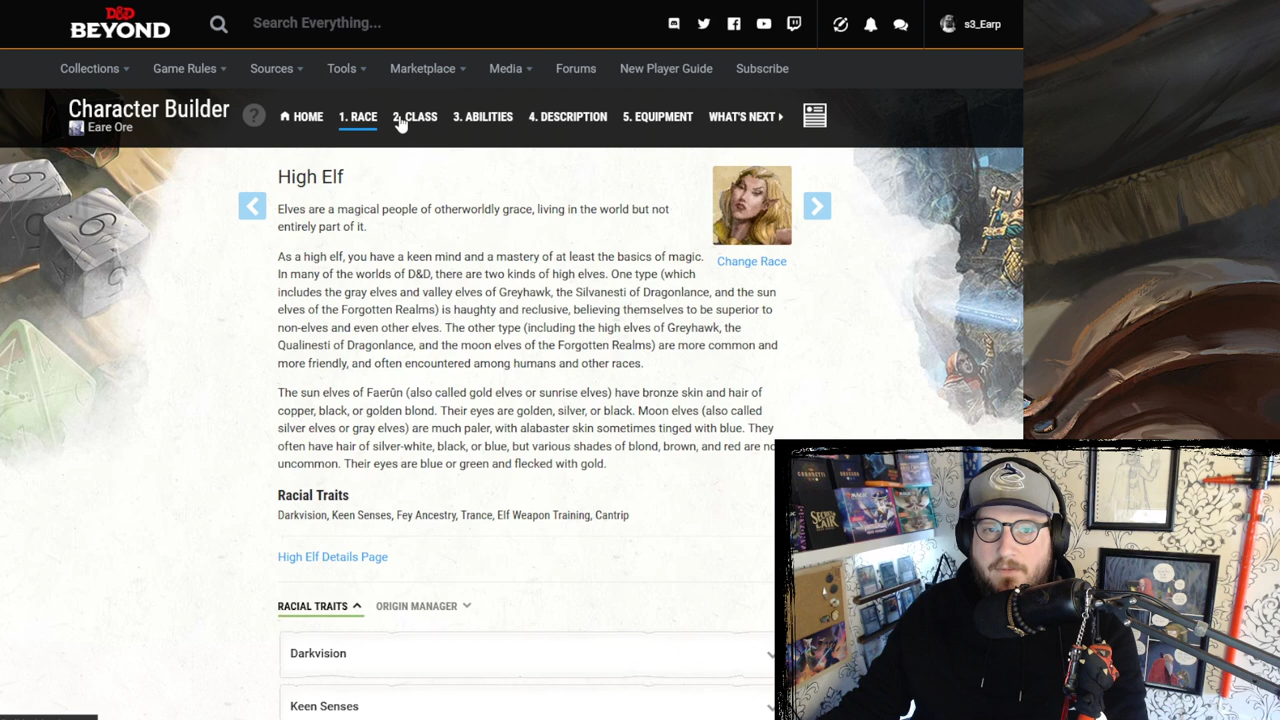 D&D
BEYOND
Search Everything...
s3_Earp
Collections
Game Rules
Sources
Tools
Marketplace
Media
Forums
New Player Guide
Subscribe
Character Builder
Eare Ore
?
HOME
1. RACE
2. CLASS
3. ABILITIES
4. DESCRIPTION
5. EQUIPMENT
WHAT'S NEXT
High Elf
Elves are a magical people of otherworldly grace, living in the world but not
entirely part of it.
Change Race
As a high elf, you have a keen mind and a mastery of at least the basics of magic.
In many of the worlds of D&D, there are two kinds of high elves. One type (which
includes the gray elves and valley elves of Greyhawk, the Silvanesti of Dragonlance, and the sun
elves of the Forgotten Realms) is haughty and reclusive, believing themselves to be superior to
non-elves and even other elves. The other type (including the high elves of Greyhawk, the
Qualinesti of Dragonlance, and the moon elves of the Forgotten Realms) are more common and
more friendly, and often encountered among humans and other races.
The sun elves of Faerûn (also called gold elves or sunrise elves) have bronze skin and hair of
copper, black, or golden blond. Their eyes are golden, silver, or black. Moon elves (also called
silver elves or gray elves) are much paler, with alabaster skin sometimes tinged with blue. They
often have hair of silver-white, black, or blue, but various shades of blond, brown, and red are no
uncommon. Their eyes are blue or green and flecked with gold.
Racial Traits
Darkvision, Keen Senses, Fey Ancestry, Trance, Elf Weapon Training, Cantrip
High Elf Details Page
RACIAL TRAITS
ORIGIN MANAGER
Darkvision
Keen Senses
SECRET
LAIR